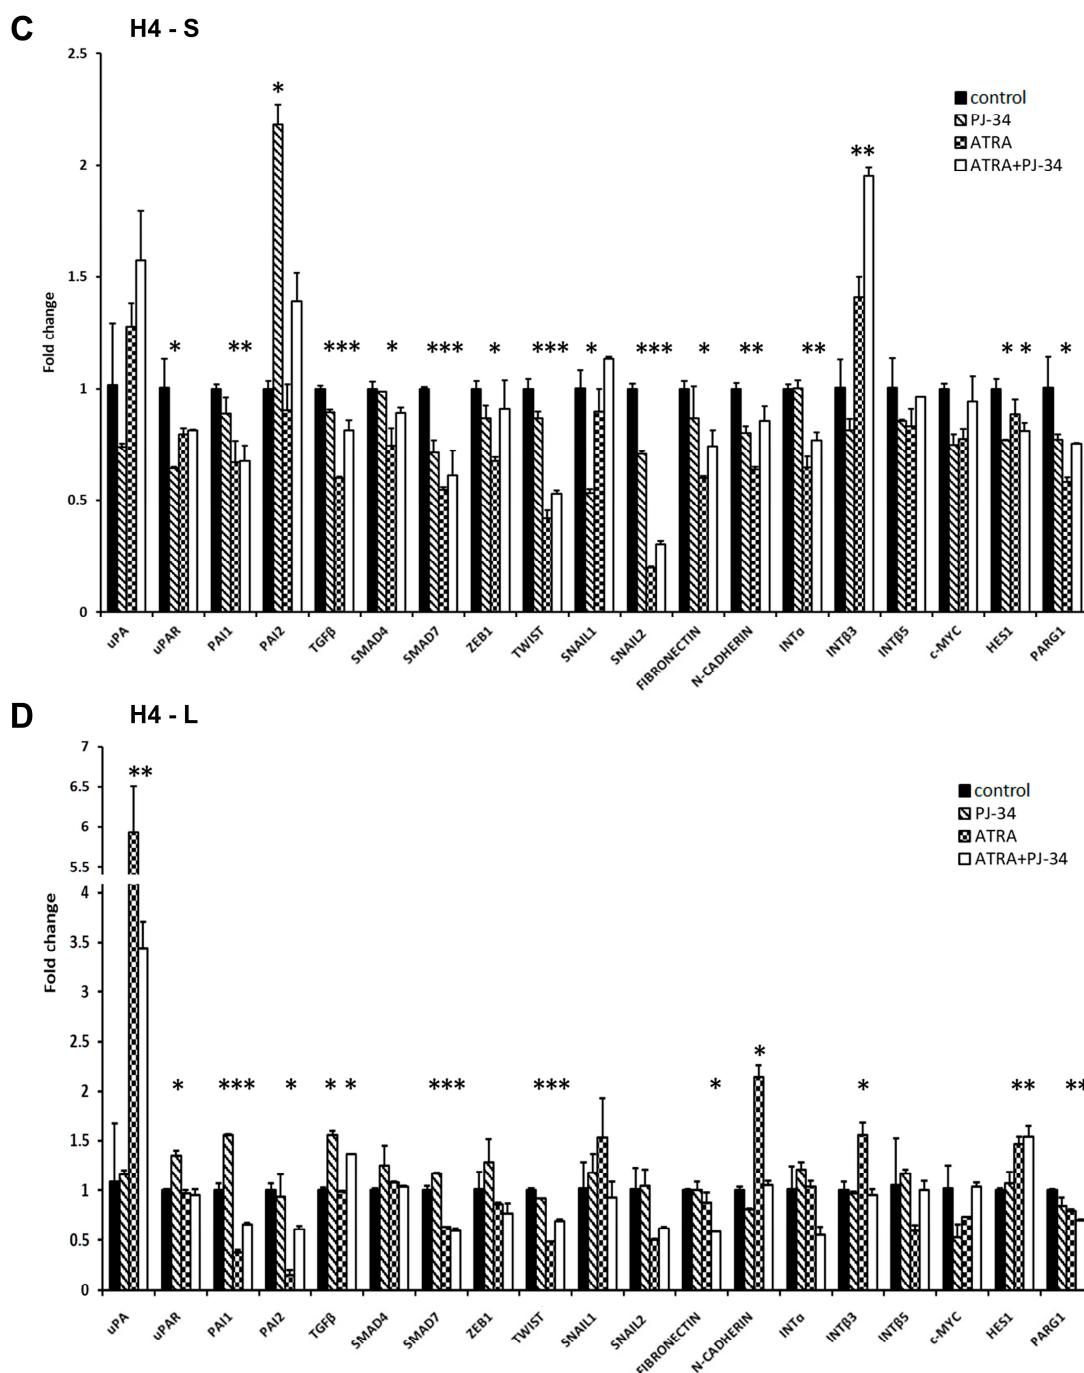 C H4 - S
2.5
2
1.5
1
0.5
0
Fold change
control
PJ-34
ATRA
ATRA+PJ-34
* ** * *** * *** * *** * *** * ** ** ** * * *
uPA uPAR PAI1 PAI2 TGFβ SMAD4 SMAD7 ZEB1 TWIST SNAIL1 SNAIL2 FIBRONECTIN N-CADHERIN INTα INTβ3 INTβ5 c-MYC HES1 PARG1
D H4 - L
7
6.5
6
5.5
4
3.5
3
2.5
2
1.5
1
0.5
0
Fold change
control
PJ-34
ATRA
ATRA+PJ-34
** * *** * * * *** *** * * * ** **
uPA uPAR PAI1 PAI2 TGFβ SMAD4 SMAD7 ZEB1 TWIST SNAIL1 SNAIL2 FIBRONECTIN N-CADHERIN INTα INTβ3 INTβ5 c-MYC HES1 PARG1